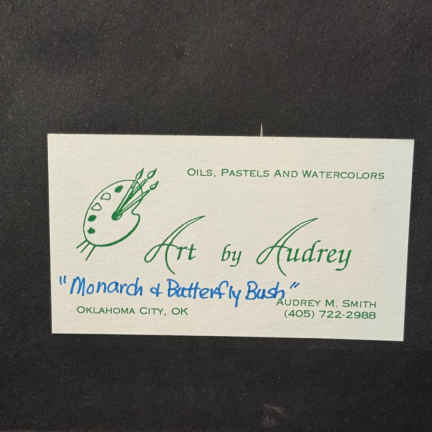 OILS, PASTELS AND WATERCOLORS
Art by Audrey
"Monarch & Butterfly Bush"
AUDREY M. SMITH
OKLAHOMA CITY, OK
(405) 722-2988